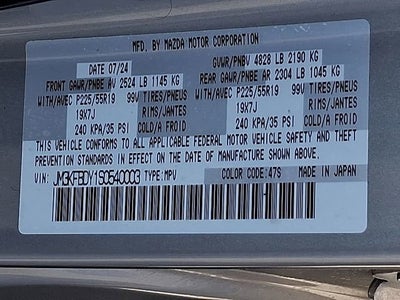 MFD. BY MAZDA MOTOR CORPORATION
DATE 07/24 GVWR/PNBV 4828 LB 2190 KG
FRONT GAWR/PNBE AV 2524 LB 1145 KG REAR GAWR/PNBE AR 2304 LB 1045 KG
WITH/AVEC P225/55R19 99V TIRES/PNEUS WITH/AVEC P225/55R19 99V TIRES/PNEUS
19X7J RIMS/JANTES 19X7J RIMS/JANTES
240 KPA/35 PSI COLD/A FROID 240 KPA/35 PSI COLD/A FROID
THIS VEHICLE CONFORMS TO ALL APPLICABLE FEDERAL MOTOR VEHICLE SAFETY AND THEFT
PREVENTION STANDARDS IN EFFECT ON THE DATE OF MANUFACTURE SHOWN ABOVE.
VIN: JM3KFBDY1S0540003 TYPE:MPV COLOR CODE:47S MADE IN JAPAN